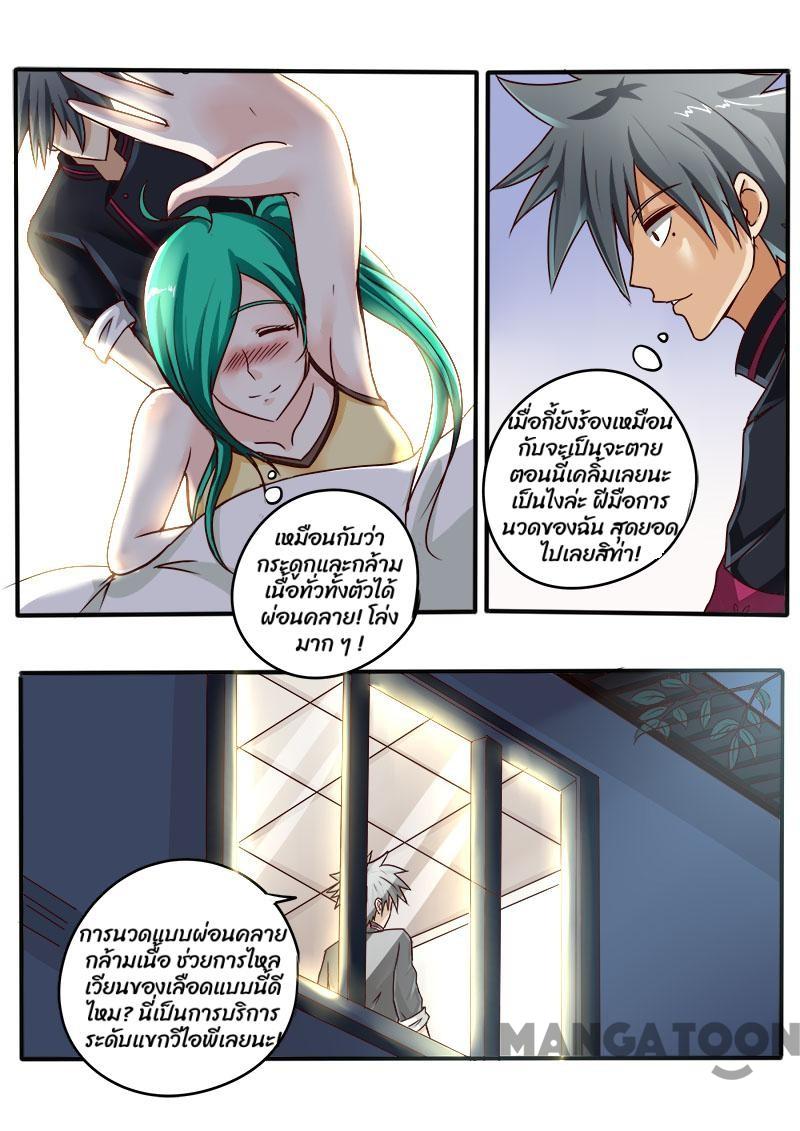 เหมือนกับว่า
กระดูกและกล้าม
เนื้อทั่วทั้งตัวได้
ผ่อนคลาย! โล่ง
มาก ๆ !
เมื่อกี้ยังร้องเหมือน
กับจะเป็นจะตาย
ตอนนี้เคลิ้มเลยนะ
เป็นไงล่ะ ฝีมือการ
นวดของฉัน สุดยอด
ไปเลยสิท่า!
การนวดแบบผ่อนคลาย
กล้ามเนื้อ ช่วยการไหล
เวียนของเลือดแบบนี้ดี
ไหม? นี่เป็นการบริการ
ระดับแขกวีไอพีเลยนะ!
MANGATOON